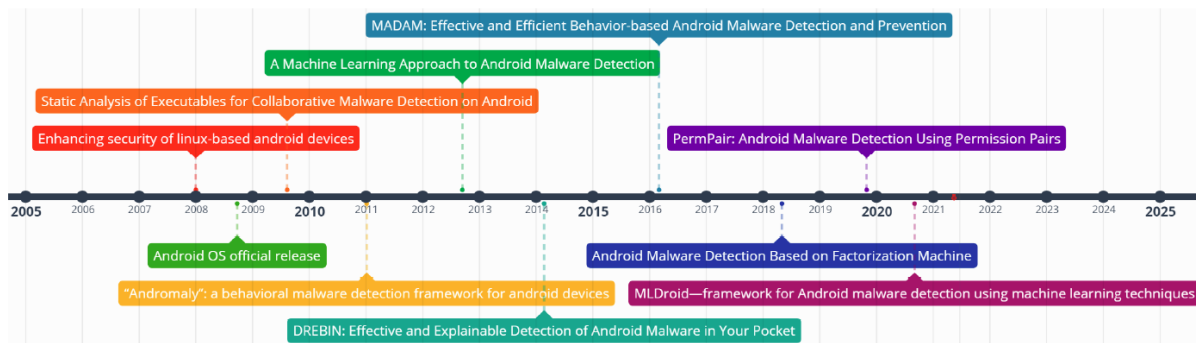 MADAM: Effective and Efficient Behavior-based Android Malware Detection and Prevention
A Machine Learning Approach to Android Malware Detection
Static Analysis of Executables for Collaborative Malware Detection on Android
Enhancing security of linux-based android devices
PermPair: Android Malware Detection Using Permission Pairs
2005 2006 2007 2008 2009 2010 2011 2012 2013 2014 2015 2016 2017 2018 2019 2020 2021 2022 2023 2024 2025
Android OS official release
Android Malware Detection Based on Factorization Machine
“Andromaly”: a behavioral malware detection framework for android devices
MLDroid—framework for Android malware detection using machine learning techniques
DREBIN: Effective and Explainable Detection of Android Malware in Your Pocket